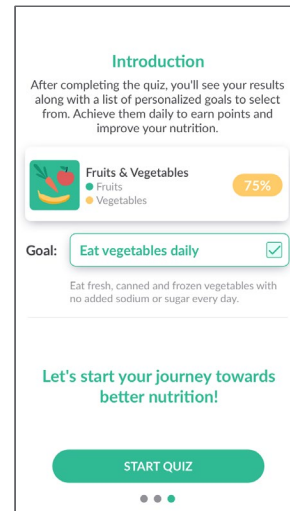 Introduction
After completing the quiz, you'll see your results
along with a list of personalized goals to select
from. Achieve them daily to earn points and
improve your nutrition.
Fruits & Vegetables
Fruits
Vegetables
75%
Goal:
Eat vegetables daily
Eat fresh, canned and frozen vegetables with
no added sodium or sugar every day.
Let's start your journey towards
better nutrition!
START QUIZ